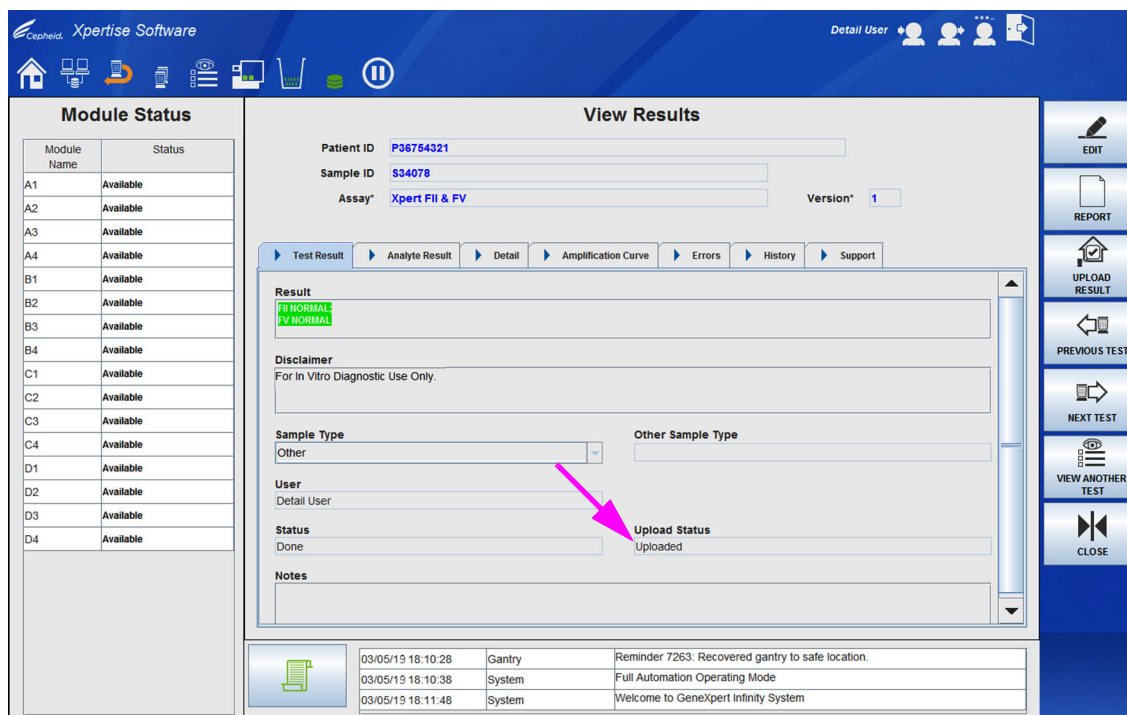 Cepheid. Xpertise Software
Detail User
Module Status
Module Name Status
A1 Available
A2 Available
A3 Available
A4 Available
B1 Available
B2 Available
B3 Available
B4 Available
C1 Available
C2 Available
C3 Available
C4 Available
D1 Available
D2 Available
D3 Available
D4 Available
View Results
Patient ID P36754321
Sample ID S34078
Assay* Xpert FII & FV Version* 1
Test Result Analyte Result Detail Amplification Curve Errors History Support
Result
FII NORMAL;
FV NORMAL
Disclaimer
For In Vitro Diagnostic Use Only.
Sample Type Other Sample Type
Other
User
Detail User
Status Upload Status
Done Uploaded
Notes
03/05/19 18:10:28 Gantry Reminder 7263: Recovered gantry to safe location.
03/05/19 18:10:38 System Full Automation Operating Mode
03/05/19 18:11:48 System Welcome to GeneXpert Infinity System
EDIT
REPORT
UPLOAD
RESULT
PREVIOUS TEST
NEXT TEST
VIEW ANOTHER
TEST
CLOSE